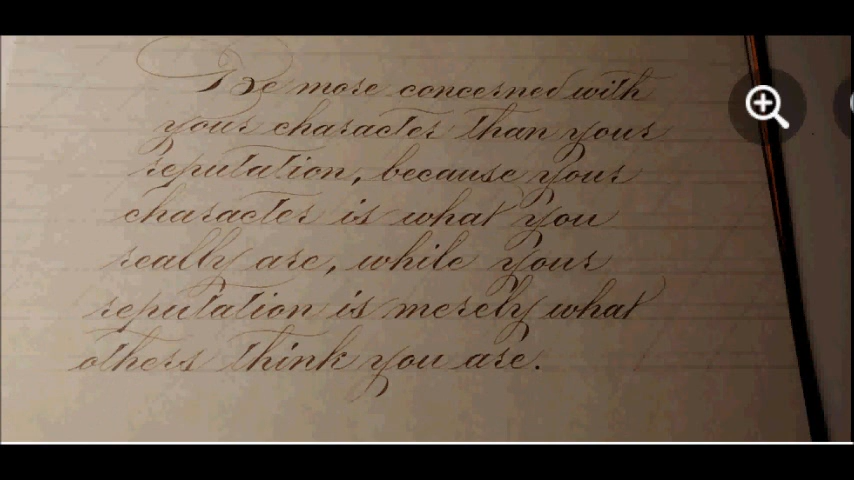 Be more concerned with
your character than your
reputation, because your
character is what you
really are, while your
reputation is merely what
others think you are.